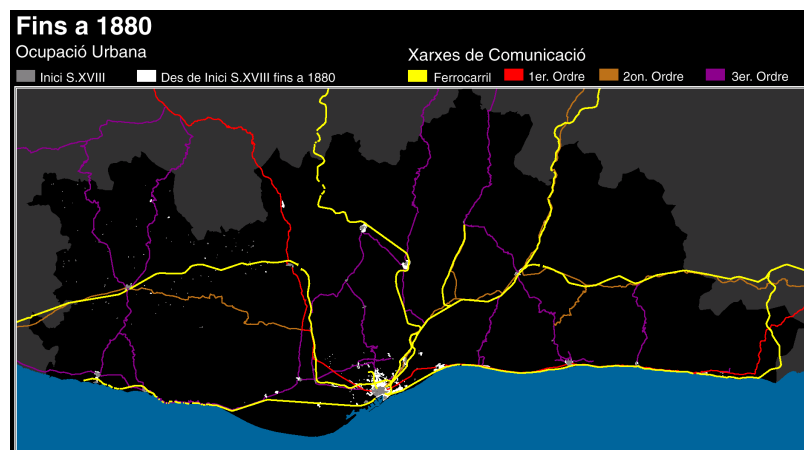 Fins a 1880
Ocupació Urbana
Xarxes de Comunicació
Inici S.XVIII
Des de Inici S.XVIII fins a 1880
Ferrocarril
1er. Ordre
2on. Ordre
3er. Ordre